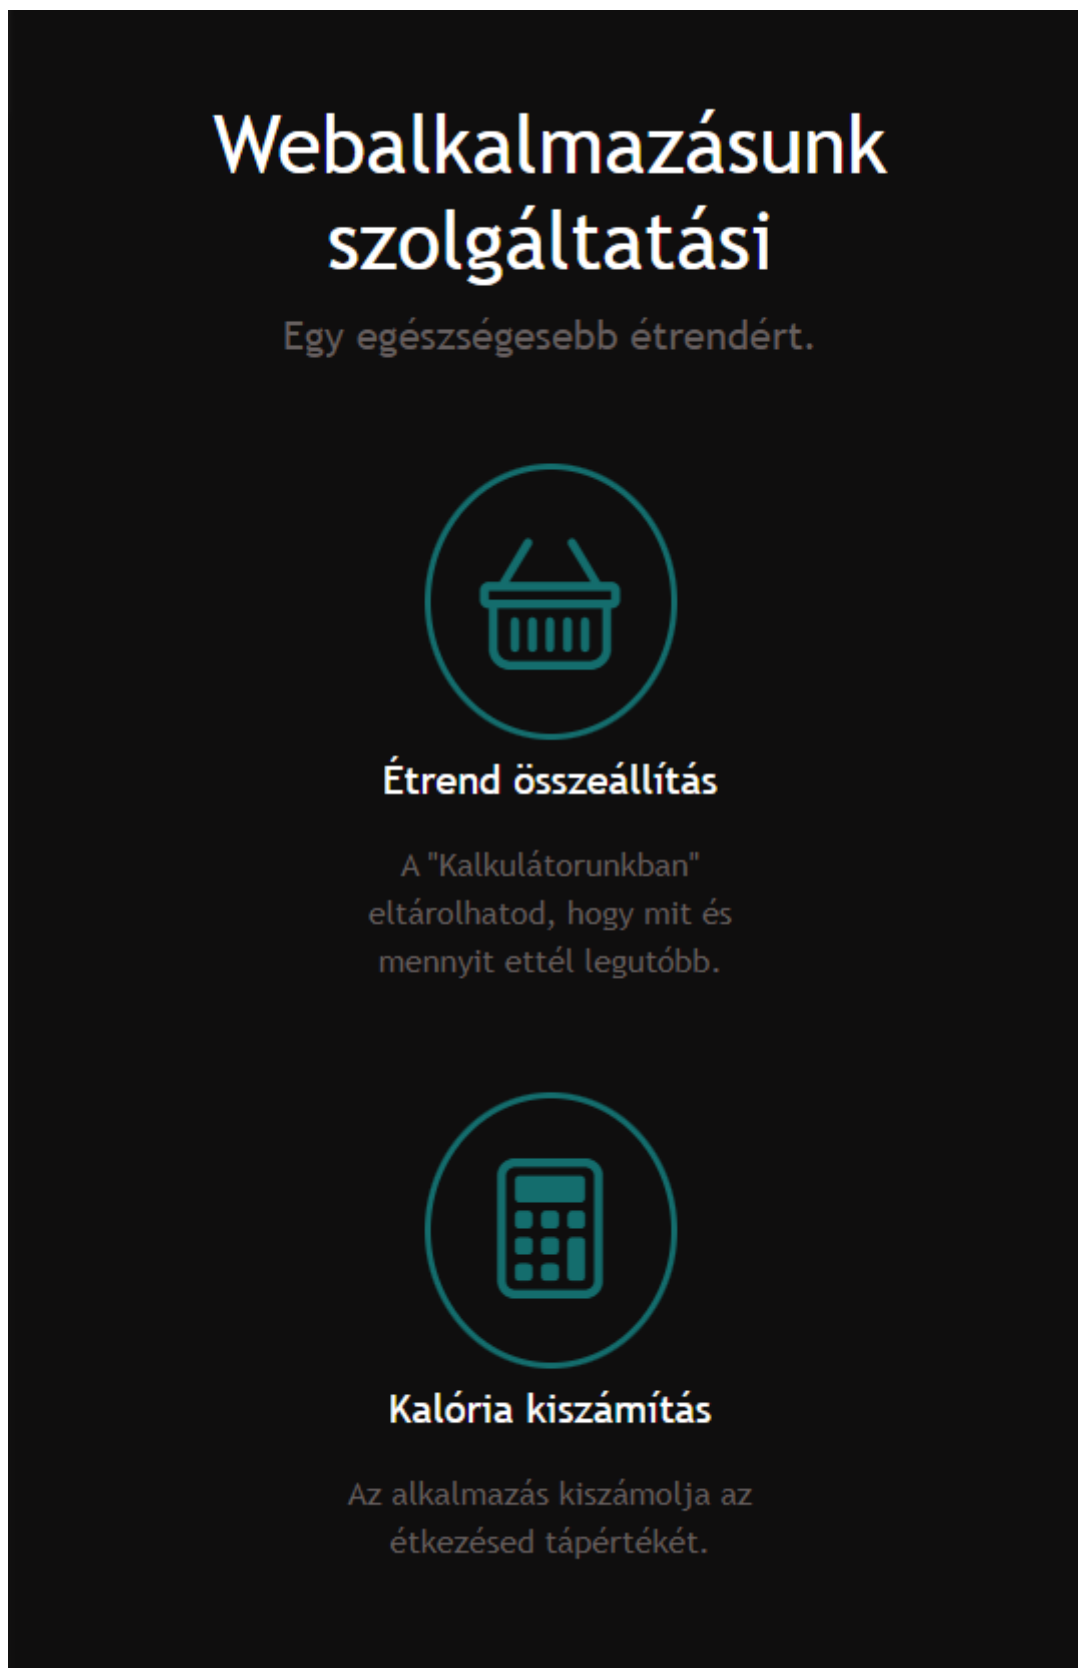 Webalkalmazásunk
szolgáltatási
Egy egészségesebb étrendért.
Étrend összeállítás
A "Kalkulátorunkban"
eltárolhatod, hogy mit és
mennyit ettél legutóbb.
Kalória kiszámítás
Az alkalmazás kiszámolja az
étkezésed tápértékét.